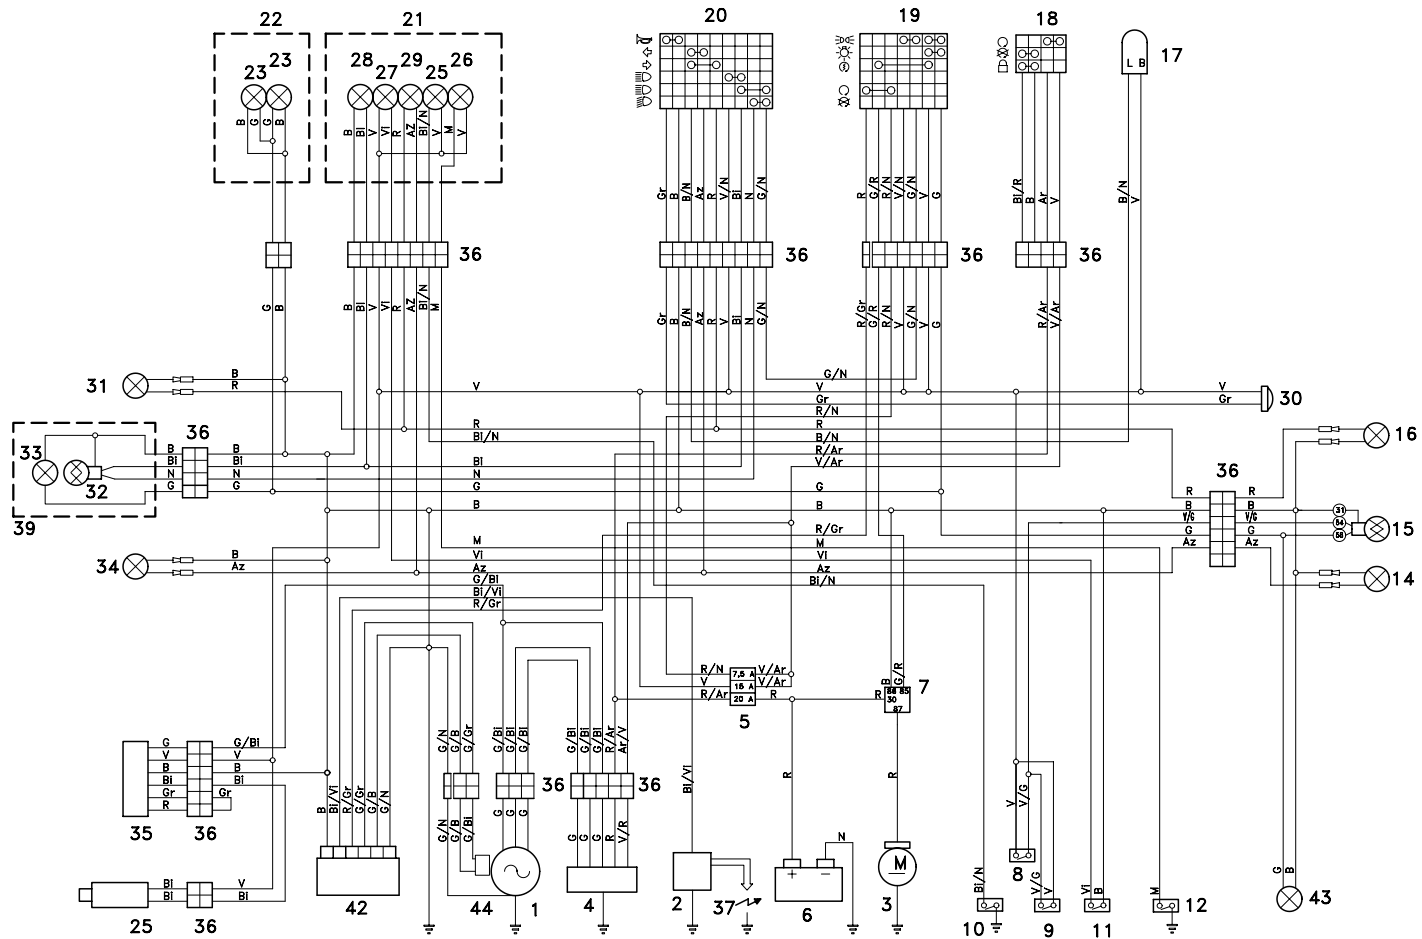 22
21
20
19
18
17
23
23
28
27
29
25
26
L B
B
G
G
B
B
Bi
V
Vi
R
AZ
Bi/N
V
M
V
Gr
B
B/N
Az
R
V/N
Bi
N
G/N
R
G/R
R/N
V/N
G/N
V
G
Bi/R
B
Ar
V
B/N
V
36
36
36
36
G
B
B
Bi
V
Vi
R
AZ
Bi/N
M
Gr
B
B/N
Az
R
V
Bi
N
G/N
R/Gr
G/R
R/N
V
G/N
V
G
R/Ar
V/Ar
31
B
R
V
G/N
V
Gr
R/N
R
B/N
R/Ar
V/Ar
V
Gr
30
R
Bi/N
Bi
N
G
B
G
B
16
33
32
39
36
B
Bi
N
G
B
Bi
N
G
36
R
B
V/G
G
Az
R
B
V/G
G
Az
31
54
58
15
14
34
B
Az
M
Vi
Az
G/Bi
Bi/Vi
R/Gr
R/Gr
M
Vi
Az
Bi/N
R/N
V
R/Ar
7,5 A
15 A
20 A
V/Ar
V/Ar
R
5
R
B
G/R
86 85
30
87
7
G
V
B
Bi
Gr
R
G/Bi
V
B
Bi
Gr
35
36
G/N
G/B
G/Gr
G/Bi
G/Bi
G/Bi
G/Bi
G/Bi
G/Bi
R/Ar
Ar/V
36
36
Bi/Vi
R
R
B
Bi/Vi
R/Gr
G/Gr
G/B
G/N
G/N
G/B
G/Bi
G
G
G
G
G
G
R
V/R
V
V/G
N
+
−
M
8
Bi
Bi
V
Bi
25
36
42
44
1
4
2
37
6
3
Bi/N
10
V/G
V
9
Vi
B
11
M
12
G
B
43